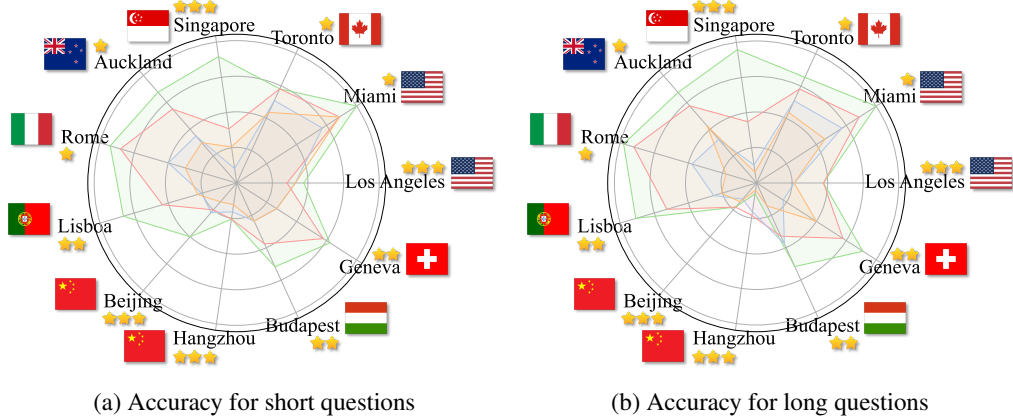 Singapore
Toronto
Auckland
Miami
Rome
Los Angeles
Lisboa
Geneva
Beijing
Budapest
Hangzhou
(a) Accuracy for short questions
Singapore
Toronto
Auckland
Miami
Rome
Los Angeles
Lisboa
Geneva
Beijing
Budapest
Hangzhou
(b) Accuracy for long questions